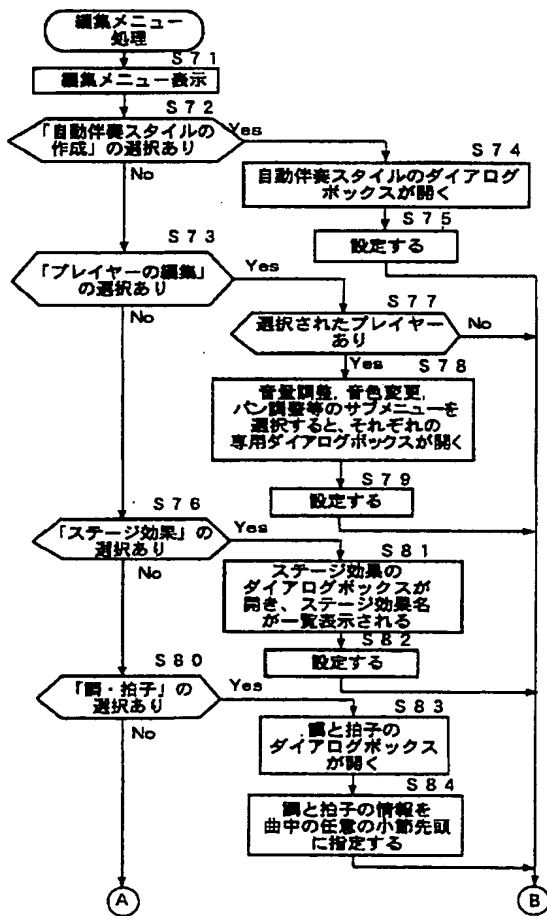 編集メニュー
処理
S71
編集メニュー表示
S72
「自動伴奏スタイルの
作成」の選択あり
Yes
No
S74
自動伴奏スタイルのダイアログ
ボックスが開く
S75
設定する
S73
「プレイヤーの編集」
の選択あり
Yes
No
S77
選択されたプレイヤー
あり
No
Yes
S78
音量調整，音色変更，
パン調整等のサブメニューを
選択すると、それぞれの
専用ダイアログボックスが開く
S79
設定する
S76
「ステージ効果」の
選択あり
Yes
No
S81
ステージ効果の
ダイアログボックスが
開き、ステージ効果名
が一覧表示される
S82
設定する
S80
「調・拍子」の
選択あり
Yes
No
S83
調と拍子の
ダイアログボックス
が開く
S84
調と拍子の情報を
曲中の任意の小節先頭
に指定する
A
B